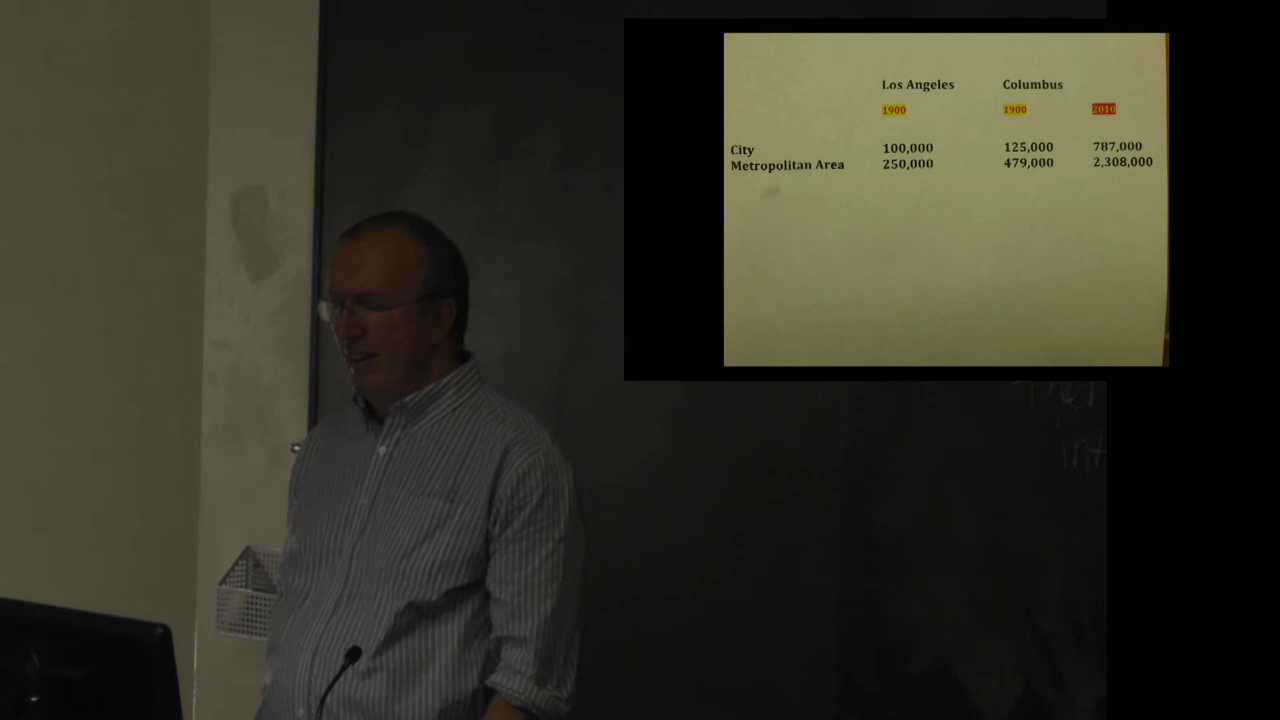 Los Angeles Columbus
1900 1900 2010
City 100,000 125,000 787,000
Metropolitan Area 250,000 479,000 2,308,000